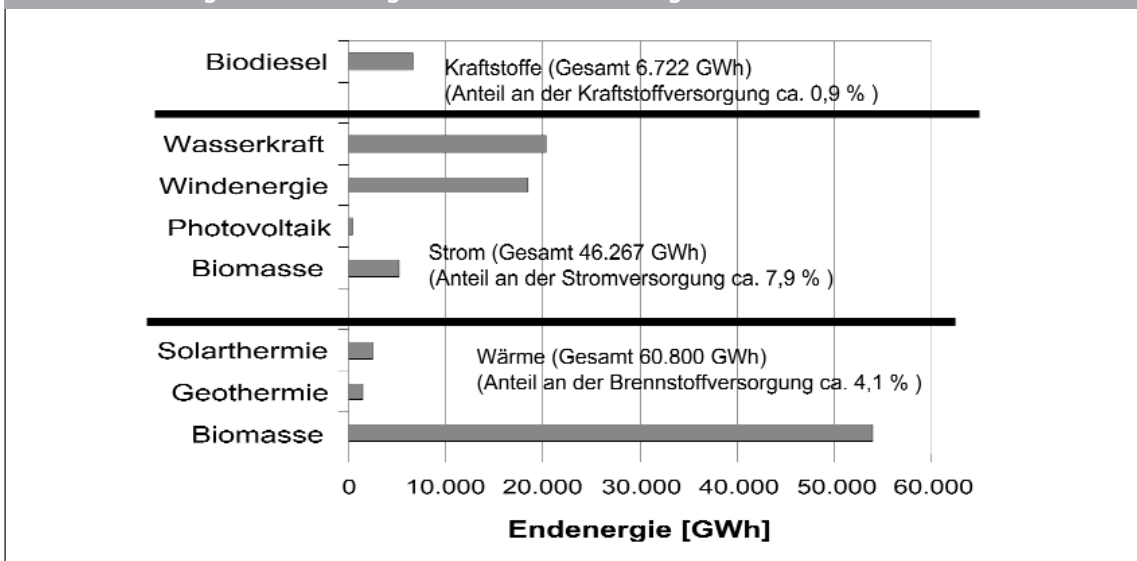 Biodiesel
Kraftstoffe (Gesamt 6.722 GWh)
(Anteil an der Kraftstoffversorgung ca. 0,9 % )
Wasserkraft
Windenergie
Photovoltaik
Biomasse
Strom (Gesamt 46.267 GWh)
(Anteil an der Stromversorgung ca. 7,9 % )
Solarthermie
Geothermie
Biomasse
Wärme (Gesamt 60.800 GWh)
(Anteil an der Brennstoffversorgung ca. 4,1 % )
0 10.000 20.000 30.000 40.000 50.000 60.000
Endenergie [GWh]